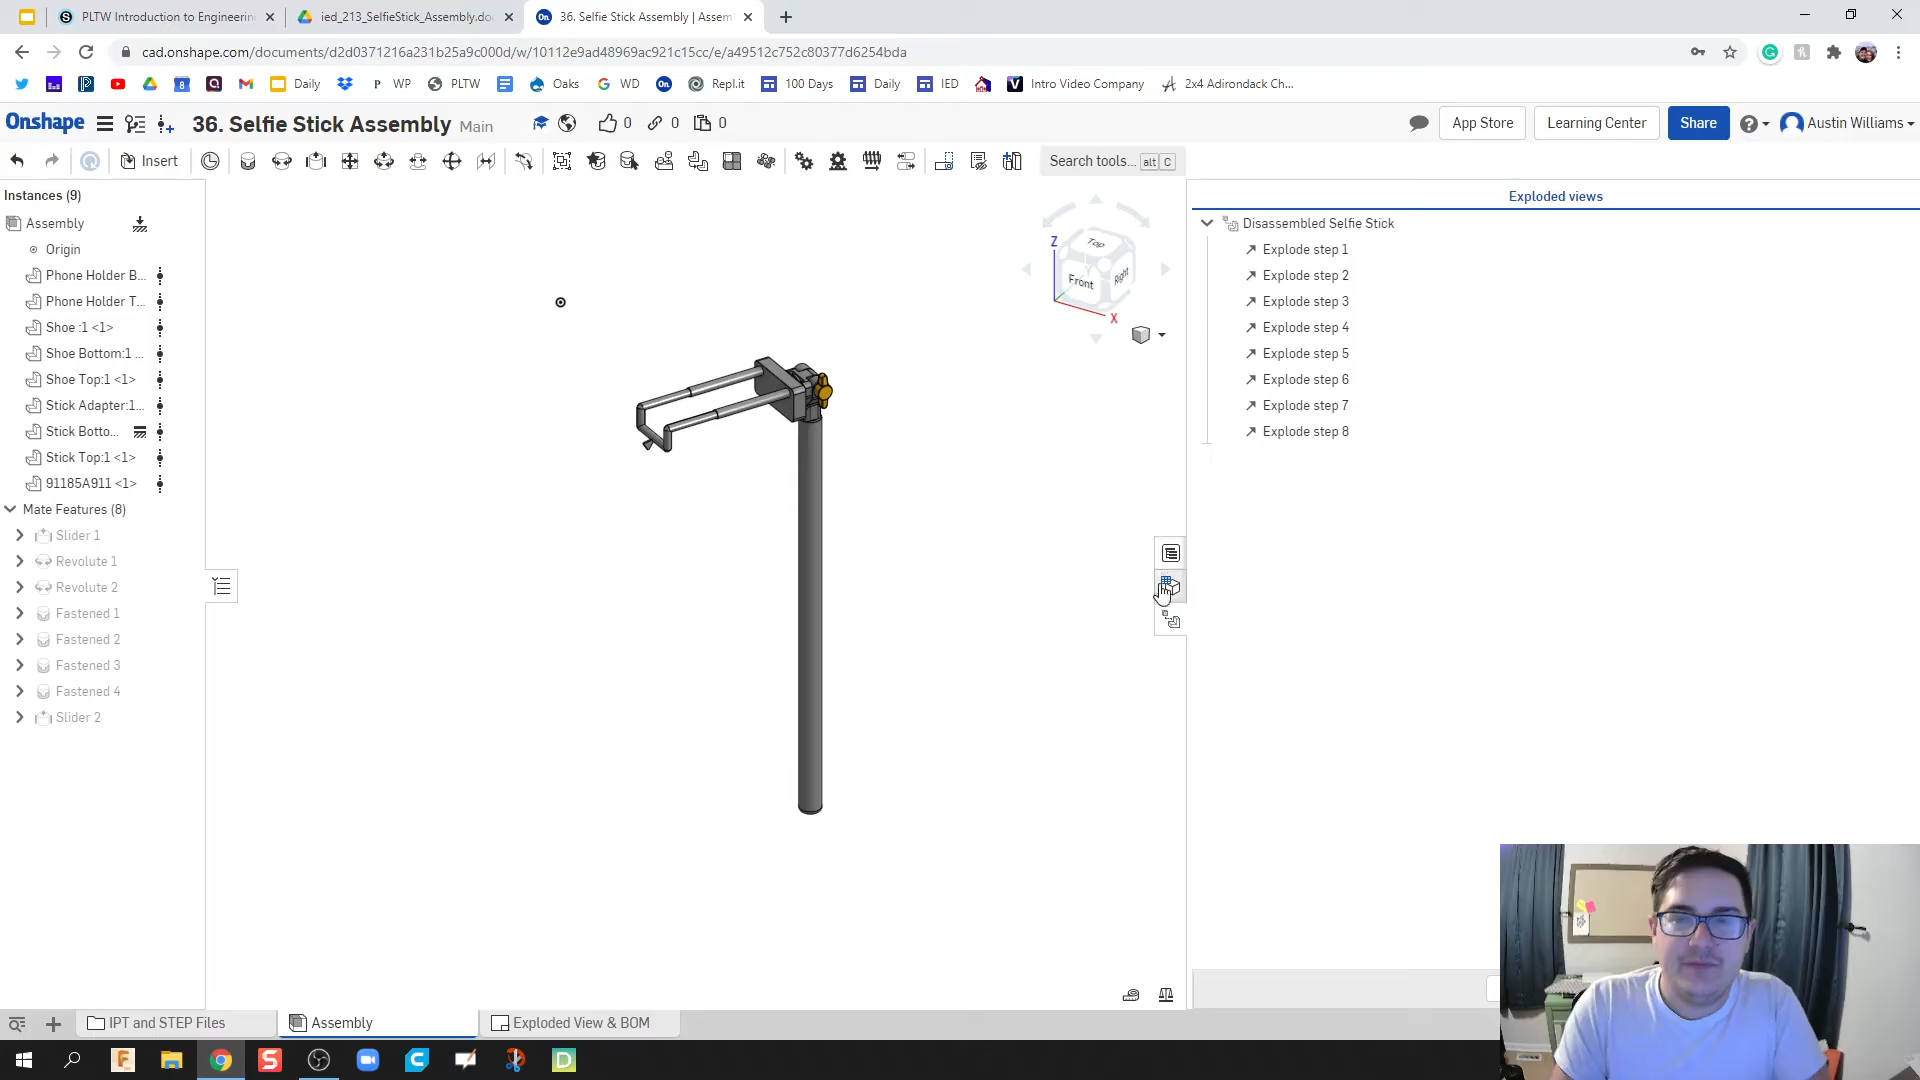 PLTW Introduction to Engineerin
ied_213_SelfieStick_Assembly.do
36. Selfie Stick Assembly | Assem
cad.onshape.com/documents/d2d0371216a231b25a9c000d/w/10112e9ad48969ac921c15cc/e/a49512c752c80377d6254bda
Daily
P WP
PLTW
Oaks
G WD
On
Repl.it
100 Days
Daily
IED
V Intro Video Company
2x4 Adirondack Ch...
Onshape
36. Selfie Stick Assembly Main
0
0
0
App Store
Learning Center
Share
Austin Williams
Insert
Search tools... alt C
Instances (9)
Assembly
Origin
Phone Holder B...
Phone Holder T...
Shoe :1 <1>
Shoe Bottom:1 ...
Shoe Top:1 <1>
Stick Adapter:1...
Stick Botto...
Stick Top:1 <1>
91185A911 <1>
Mate Features (8)
Slider 1
Revolute 1
Revolute 2
Fastened 1
Fastened 2
Fastened 3
Fastened 4
Slider 2
Z
Top
Front
Right
X
Exploded views
Disassembled Selfie Stick
Explode step 1
Explode step 2
Explode step 3
Explode step 4
Explode step 5
Explode step 6
Explode step 7
Explode step 8
IPT and STEP Files
Assembly
Exploded View & BOM